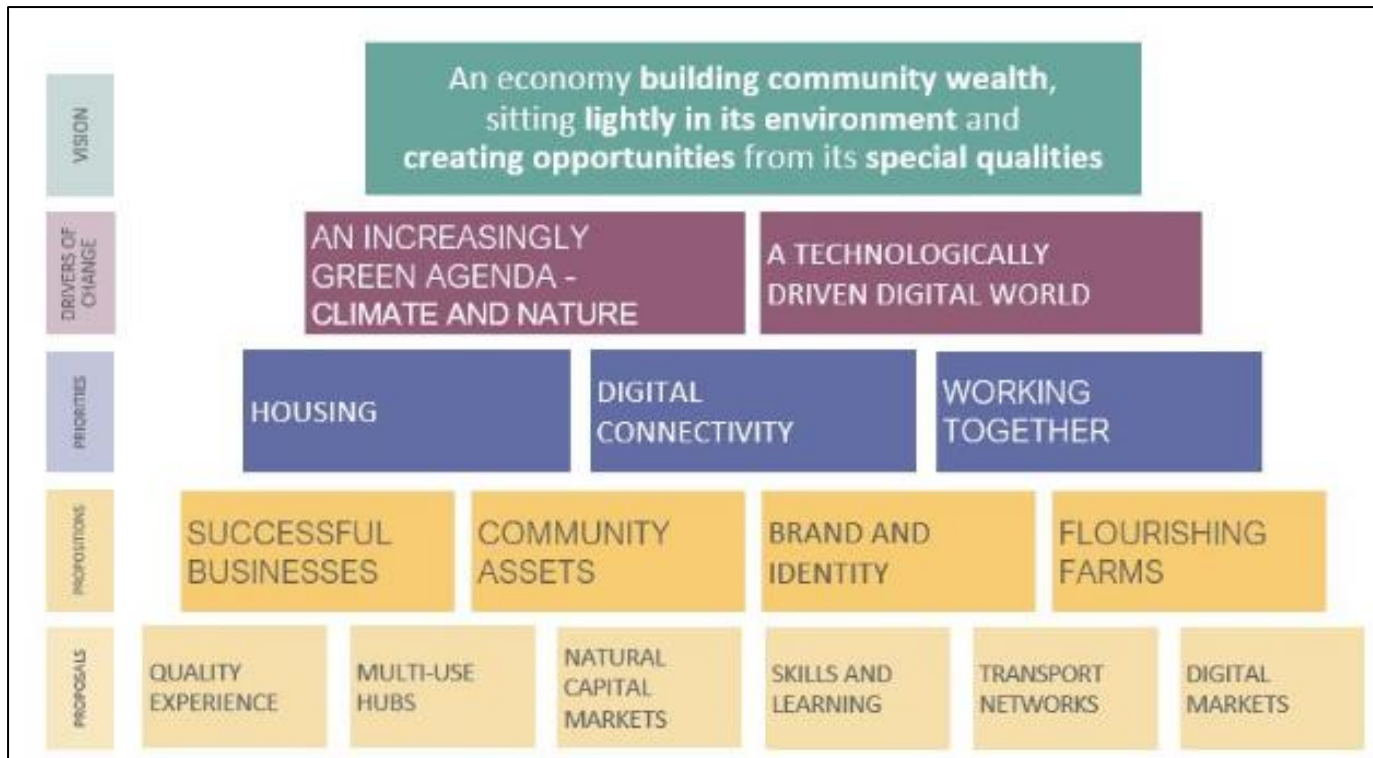 VISION
An economy building community wealth,
sitting lightly in its environment and
creating opportunities from its special qualities
DRIVERS OF
CHANGE
AN INCREASINGLY
GREEN AGENDA -
CLIMATE AND NATURE
A TECHNOLOGICALLY
DRIVEN DIGITAL WORLD
PRIORITIES
HOUSING
DIGITAL
CONNECTIVITY
WORKING
TOGETHER
PROPOSITIONS
SUCCESSFUL
BUSINESSES
COMMUNITY
ASSETS
BRAND AND
IDENTITY
FLOURISHING
FARMS
PROPOSALS
QUALITY
EXPERIENCE
MULTI-USE
HUBS
NATURAL
CAPITAL
MARKETS
SKILLS AND
LEARNING
TRANSPORT
NETWORKS
DIGITAL
MARKETS